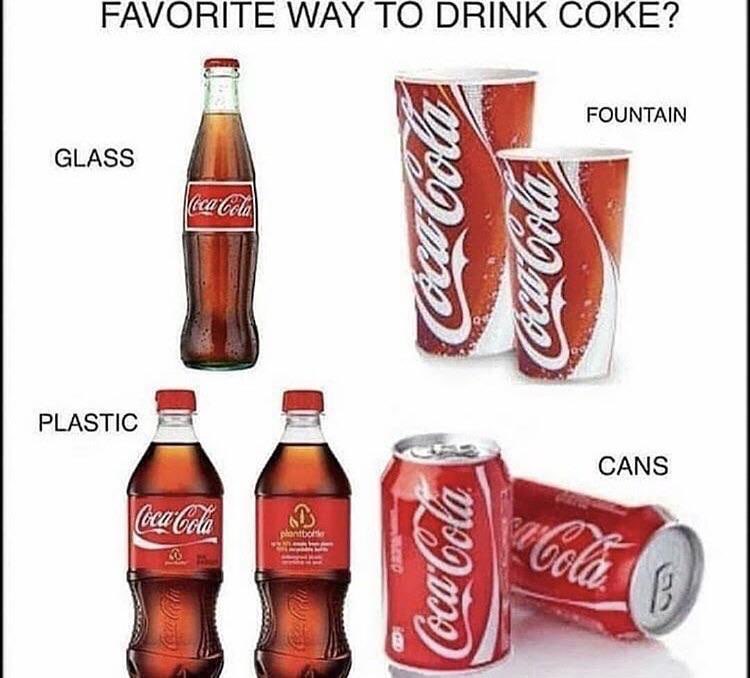 FAVORITE WAY TO DRINK COKE?
GLASS
Coca-Cola
FOUNTAIN
Coca-Cola
Coca-Cola
PLASTIC
Coca-Cola
plantbottle
CANS
Coca-Cola
Cola